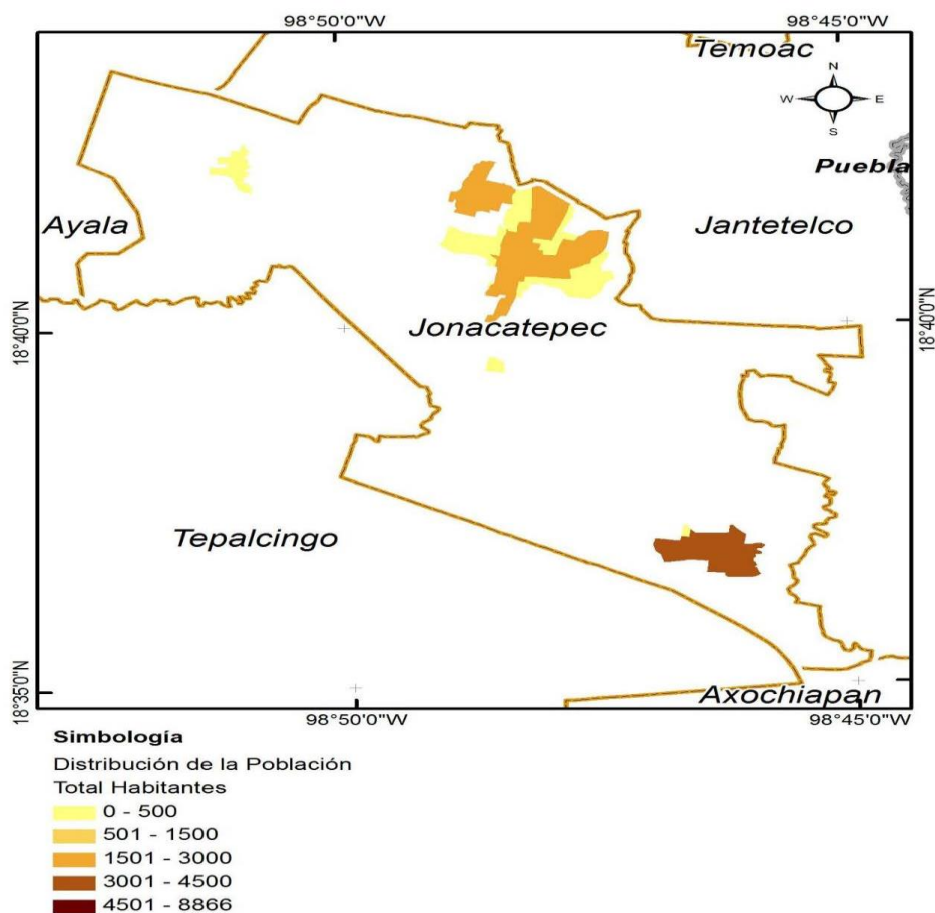 98°50'0"W 98°45'0"W
Temoac
N
W E
S
Puebla
Ayala Jantetelco
18°40'0"N 18°40'0"N
Jonacatepec
Tepalcingo
18°35'0"N
Axochiapan
98°50'0"W 98°45'0"W
Simbología
Distribución de la Población
Total Habitantes
0 - 500
501 - 1500
1501 - 3000
3001 - 4500
4501 - 8866